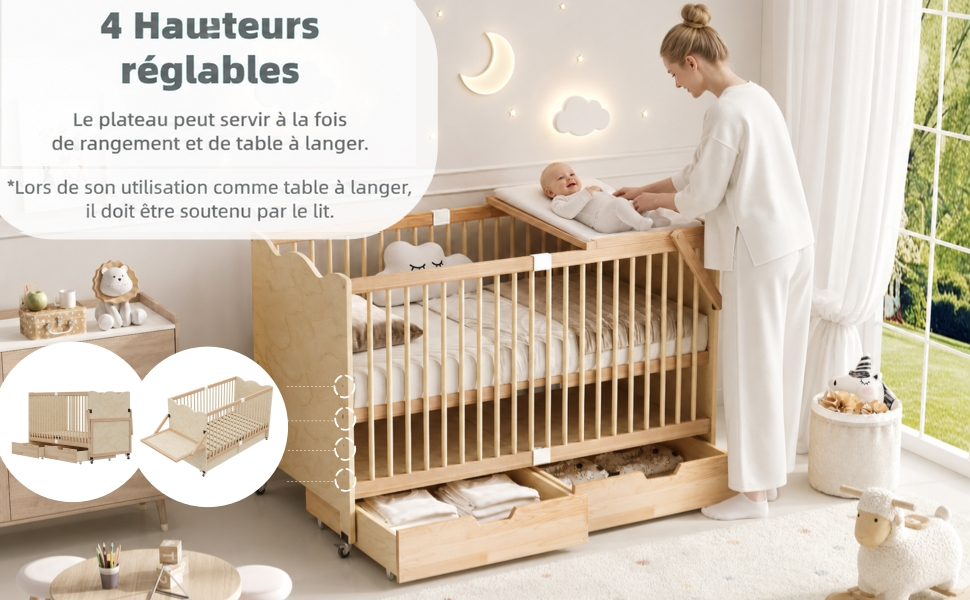 4 Hauteurs
réglables
Le plateau peut servir à la fois
de rangement et de table à langer.
*Lors de son utilisation comme table à langer,
il doit être soutenu par le lit.